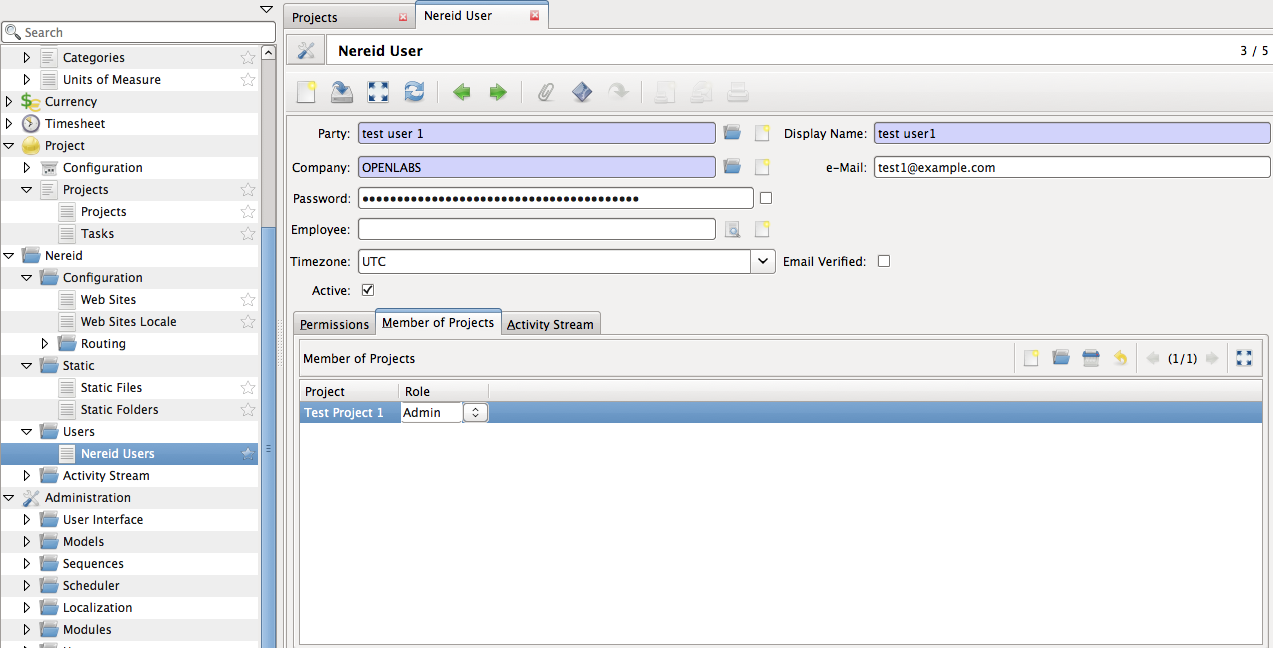 Search
Categories
Units of Measure
Currency
Timesheet
Project
Configuration
Projects
Projects
Tasks
Nereid
Configuration
Web Sites
Web Sites Locale
Routing
Static
Static Files
Static Folders
Users
Nereid Users
Activity Stream
Administration
User Interface
Models
Sequences
Scheduler
Localization
Modules
Projects
Nereid User
Nereid User
3 / 5
Party: test user 1
Display Name: test user1
Company: OPENLABS
e-Mail: test1@example.com
Password: ••••••••••••••••••••••••••••••••••••••••
Employee:
Timezone: UTC
Email Verified:
Active:
Permissions
Member of Projects
Activity Stream
Member of Projects
(1/1)
Project Role
Test Project 1 Admin